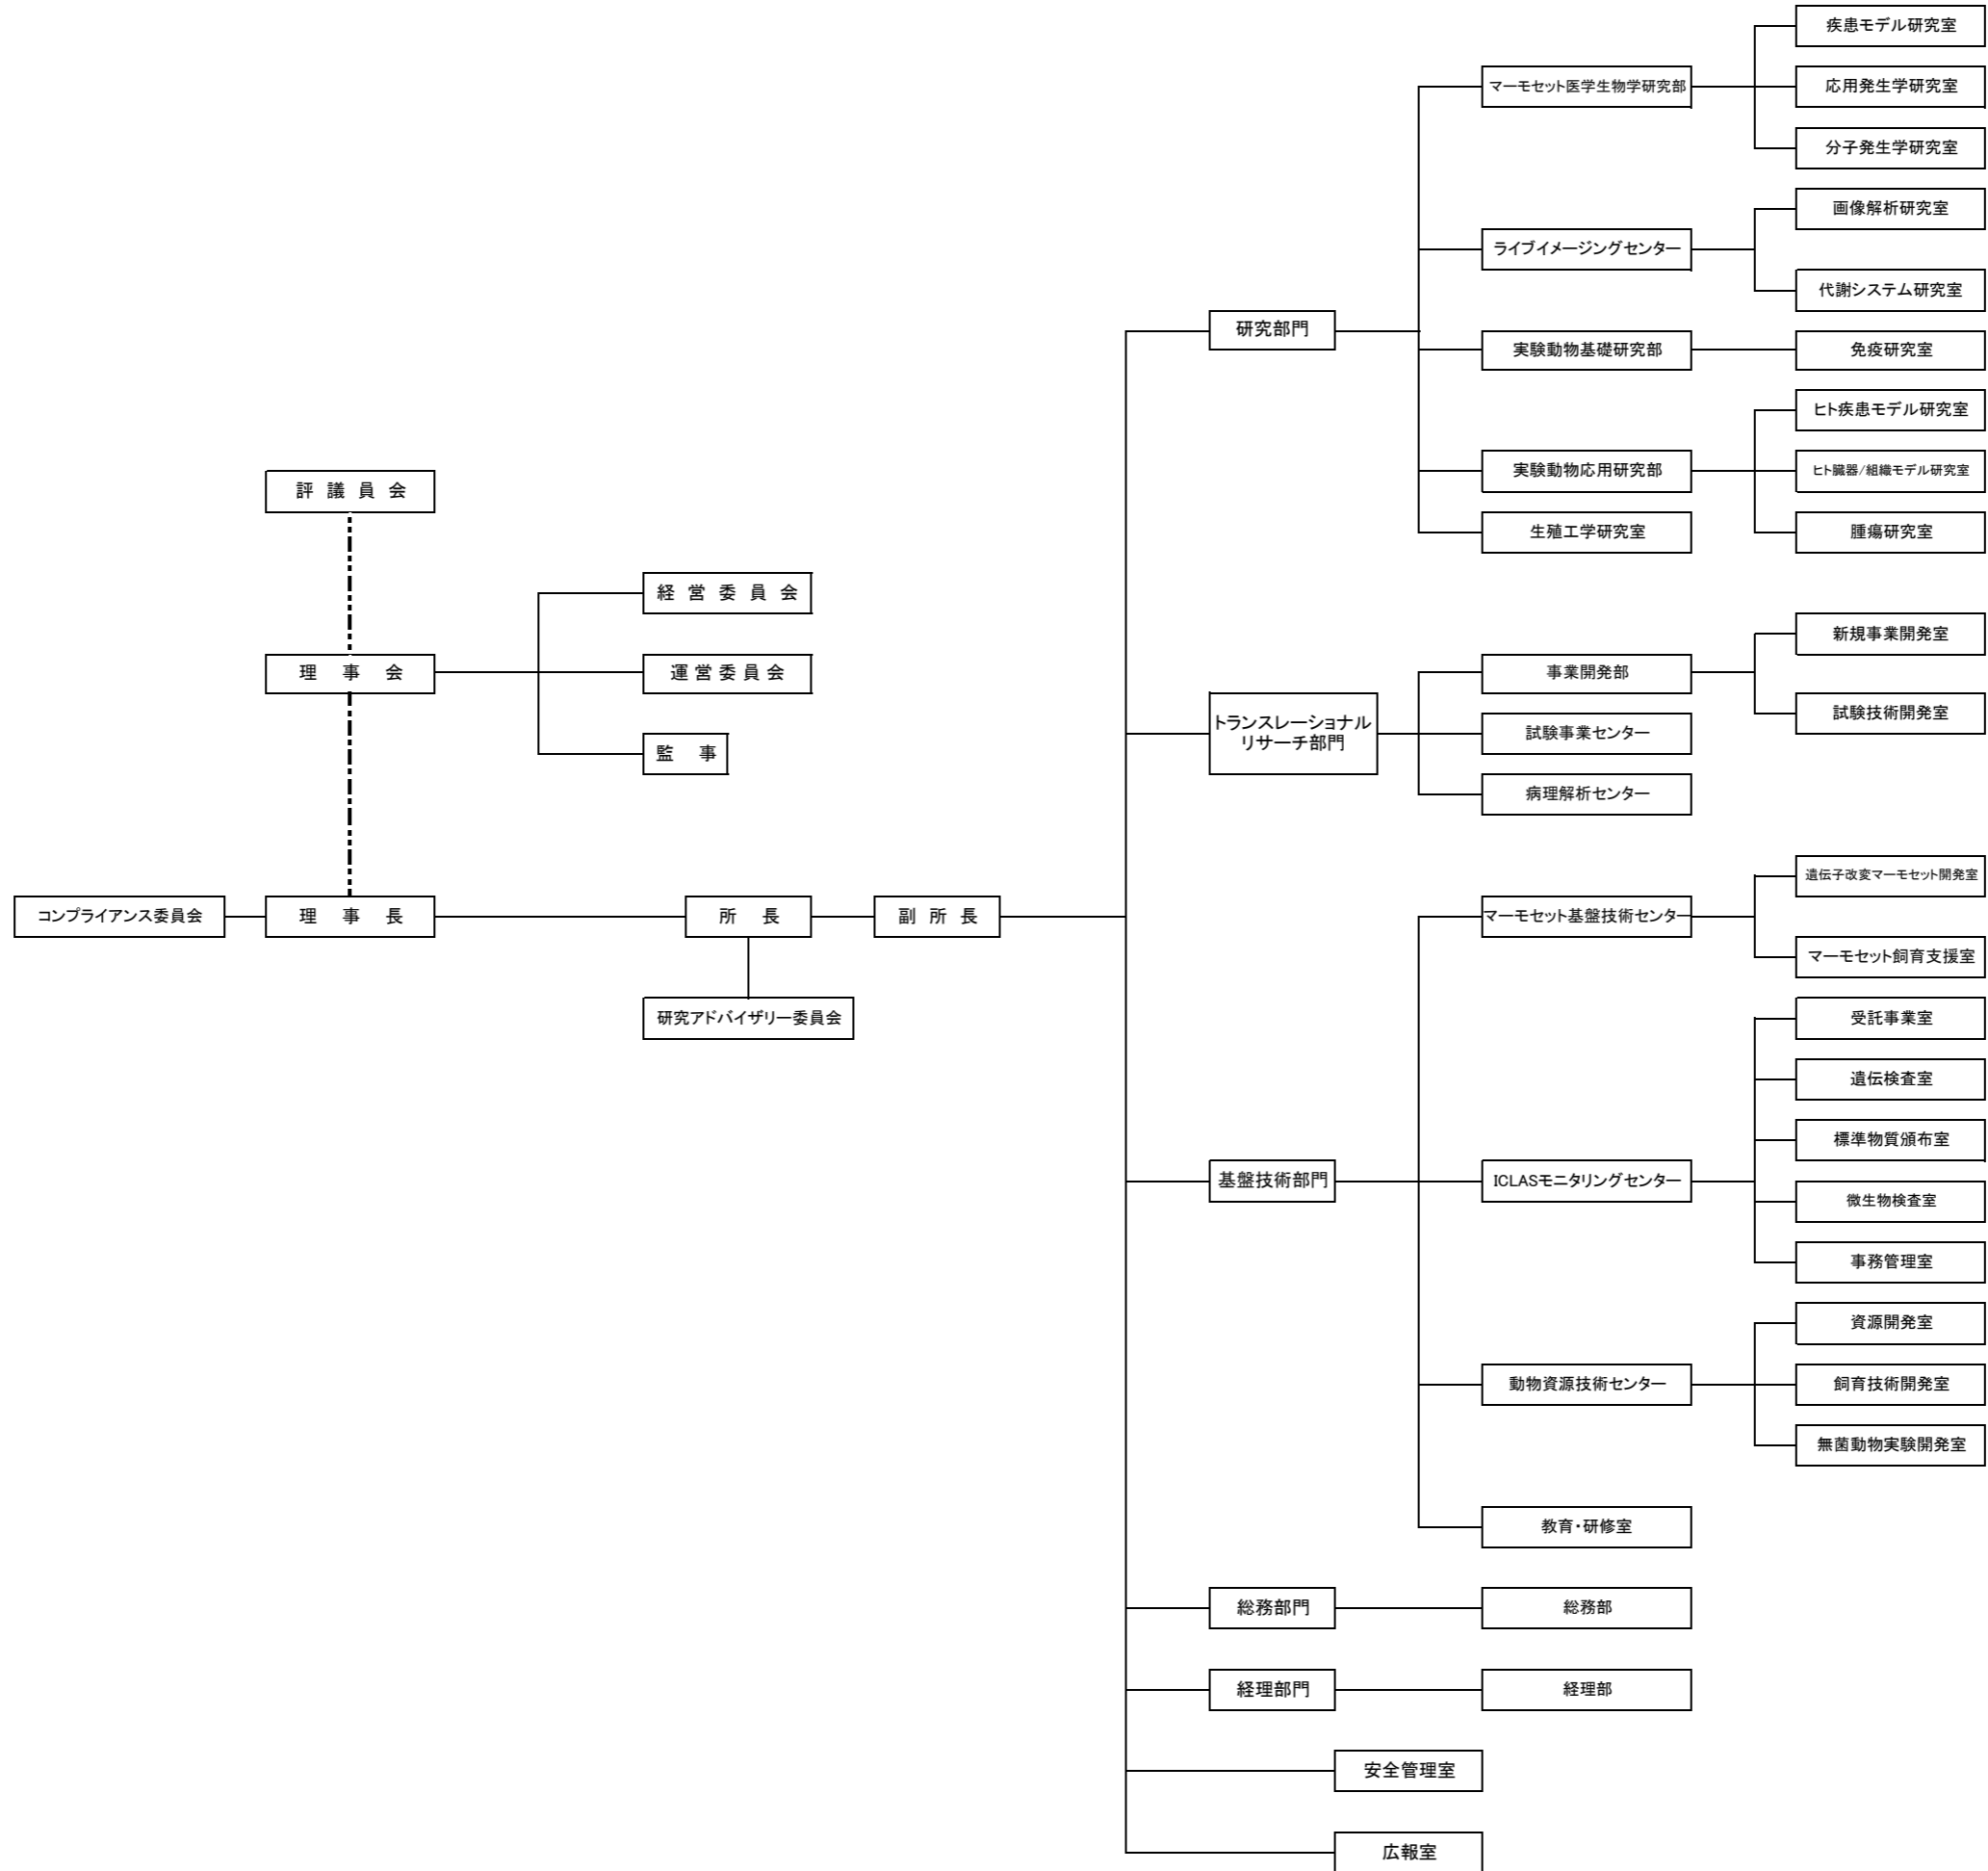 評議員会
理事会
経営委員会
運営委員会
監事
コンプライアンス委員会
理事長
所長
副所長
研究アドバイザリー委員会
研究部門
マーモセット医学生物学研究部
疾患モデル研究室
応用発生学研究室
分子発生学研究室
ライブイメージングセンター
画像解析研究室
代謝システム研究室
実験動物基礎研究部
免疫研究室
実験動物応用研究部
ヒト疾患モデル研究室
ヒト臓器/組織モデル研究室
腫瘍研究室
生殖工学研究室
トランスレーショナル
リサーチ部門
事業開発部
新規事業開発室
試験技術開発室
試験事業センター
病理解析センター
基盤技術部門
マーモセット基盤技術センター
遺伝子改変マーモセット開発室
マーモセット飼育支援室
ICLASモニタリングセンター
受託事業室
遺伝検査室
標準物質頒布室
微生物検査室
事務管理室
動物資源技術センター
資源開発室
飼育技術開発室
無菌動物実験開発室
教育・研修室
総務部門
総務部
経理部門
経理部
安全管理室
広報室